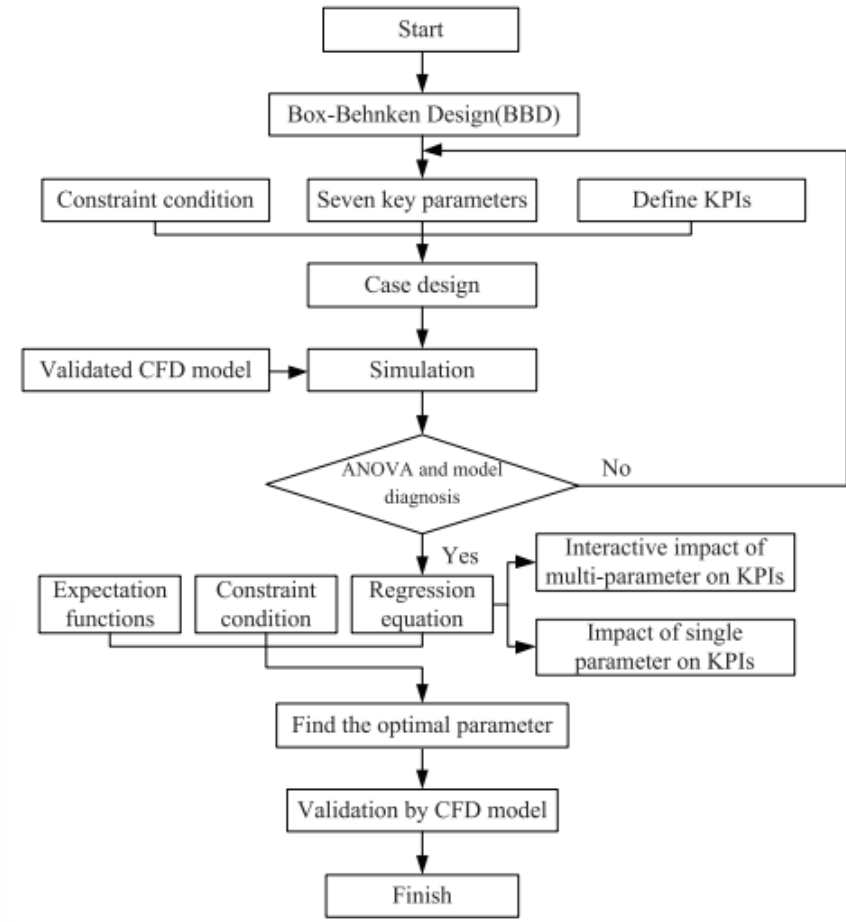 Start
Box-Behnken Design(BBD)
Constraint condition
Seven key parameters
Define KPIs
Case design
Validated CFD model
Simulation
ANOVA and model
diagnosis
No
Yes
Expectation
functions
Constraint
condition
Regression
equation
Interactive impact of
multi-parameter on KPIs
Impact of single
parameter on KPIs
Find the optimal parameter
Validation by CFD model
Finish